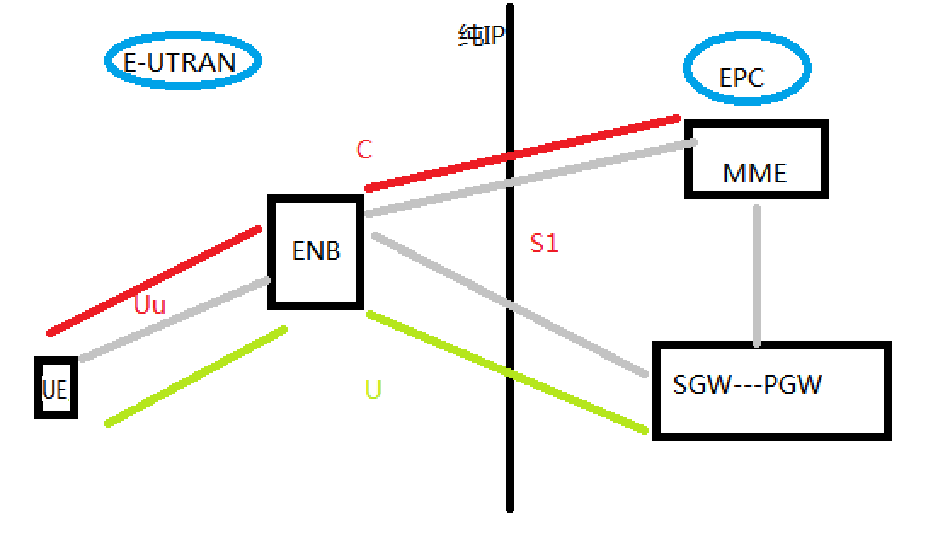 纯IP
E-UTRAN
EPC
C
MME
ENB
S1
Uu
UE
U
SGW---PGW